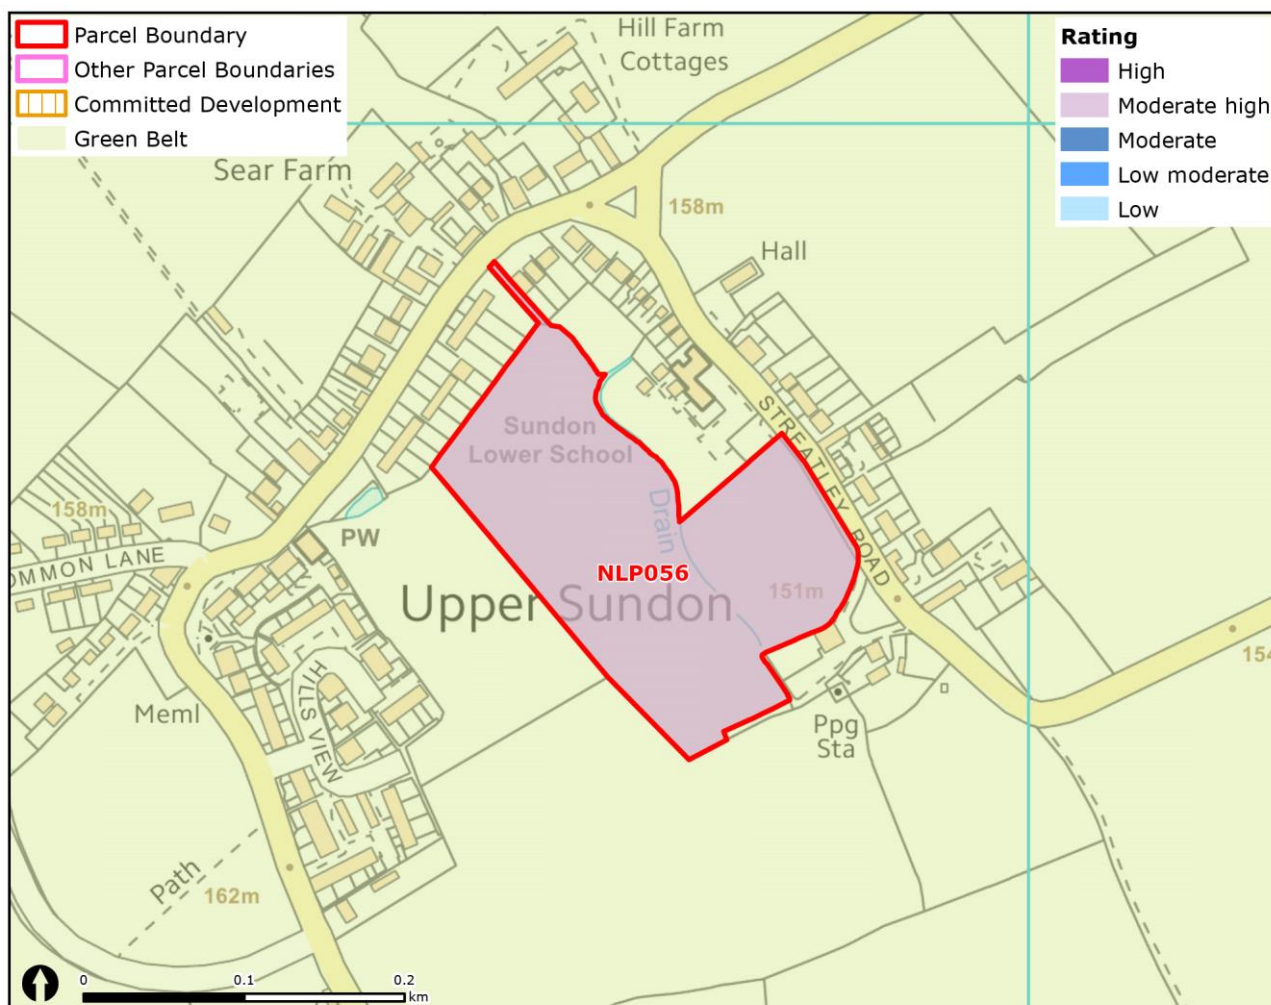 Parcel Boundary
Other Parcel Boundaries
Committed Development
Green Belt
Rating
High
Moderate high
Moderate
Low moderate
Low
Hill Farm
Cottages
Sear Farm
158m
Hall
STREATLEY ROAD
Sundon
Lower School
158m
Drain
PW
OMMON LANE
NLP056
151m
Upper Sundon
154
HILLS VIEW
Meml
Ppg
Sta
Path
162m
0
0.1
0.2
km